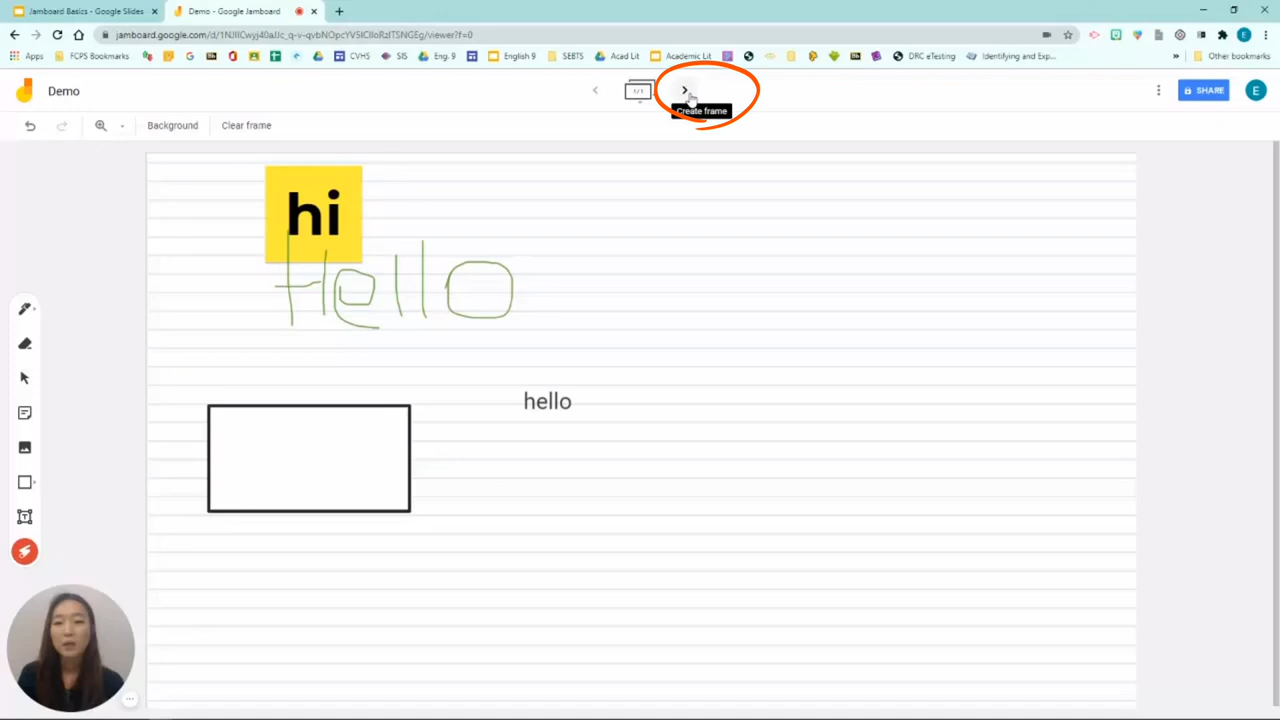 Jamboard Basics - Google Slides
Demo - Google Jamboard
jamboard.google.com/d/1NJIlCwyj40aJJc_q-v-qvbNOpcYV5ICIIoRzITSNGEg/viewer?f=0
Apps
FCPS Bookmarks
CVHS
SIS
Eng. 9
English 9
SEBTS
Acad Lit
Academic Lit
DRC eTesting
Identifying and Exp...
»
Other bookmarks
Demo
1/1
Create frame
SHARE
E
Background
Clear frame
hi
Hello
hello